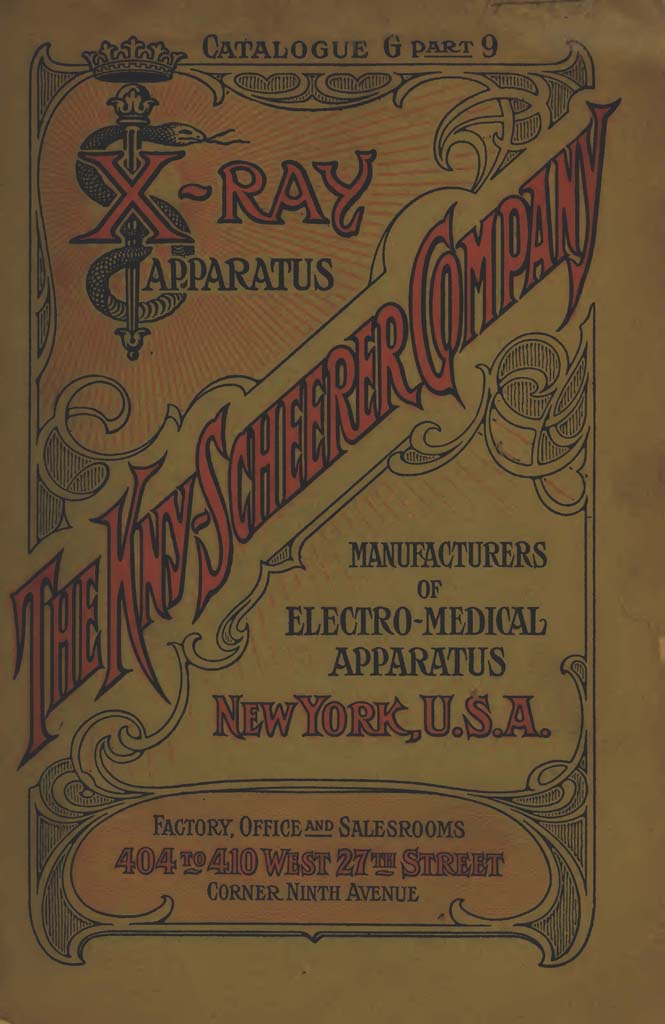 CATALOGUE G PART 9
X-RAY
APPARATUS
THE KNY-SCHEERER COMPANY
MANUFACTURERS
OF
ELECTRO-MEDICAL
APPARATUS
NEW YORK, U.S.A.
FACTORY, OFFICE AND SALESROOMS
404 TO 410 WEST 27TH STREET
CORNER NINTH AVENUE